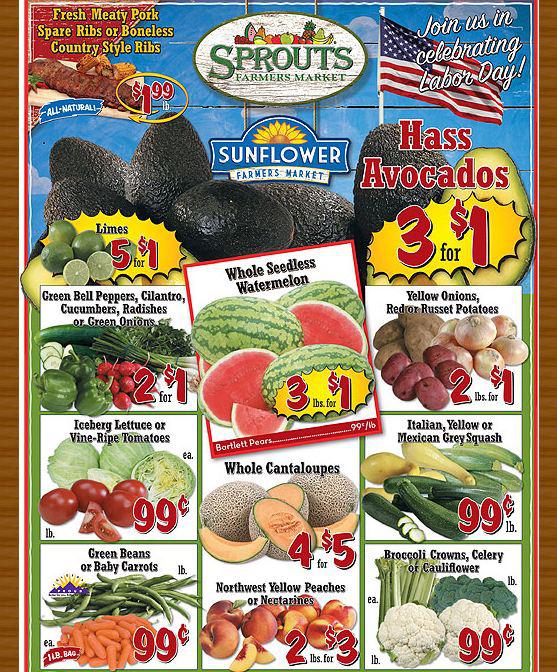 Fresh Meaty Pork
Spare Ribs or Boneless
Country Style Ribs
$1.99
lb.
ALL-NATURAL!
SPROUTS
FARMERS MARKET
Join us in
celebrating
Labor Day!
SUNFLOWER
FARMERS MARKET
Hass
Avocados
3 for $1
Limes
5 for $1
Whole Seedless
Watermelon
3 lbs. for $1
Bartlett Pears..........99¢/lb
Green Bell Peppers, Cilantro,
Cucumbers, Radishes
or Green Onions
2 for $1
Yellow Onions,
Red or Russet Potatoes
2 lbs. for $1
Iceberg Lettuce or
Vine-Ripe Tomatoes
ea.
99¢
lb.
Whole Cantaloupes
4 for $5
Italian, Yellow or
Mexican Grey Squash
99¢
lb.
Green Beans
or Baby Carrots
lb.
ea.
1 LB. BAG
99¢
Northwest Yellow Peaches
or Nectarines
2 lbs. for $3
Broccoli Crowns, Celery
or Cauliflower
lb.
ea.
lb.
99¢